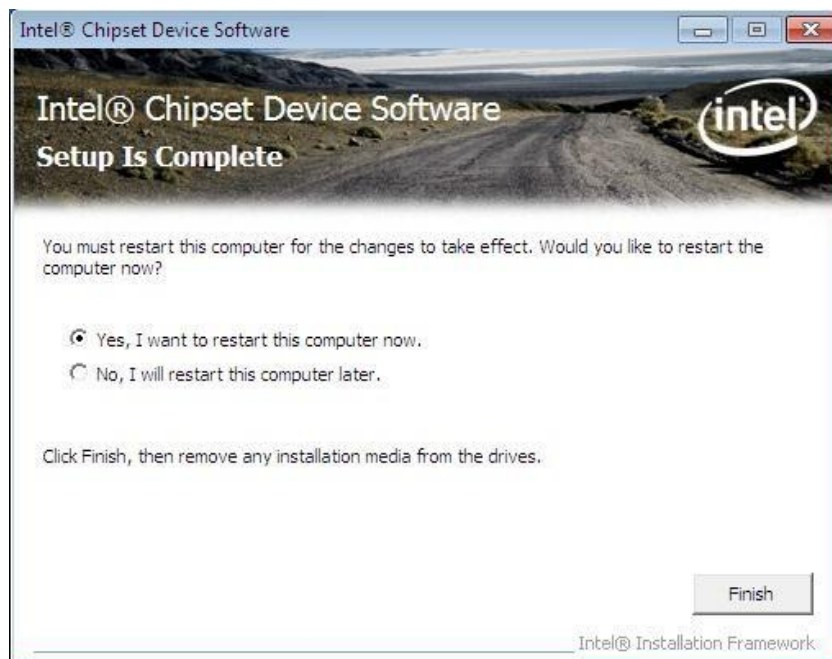 Intel® Chipset Device Software
Intel® Chipset Device Software
intel®
Setup Is Complete
You must restart this computer for the changes to take effect. Would you like to restart the
computer now?
Yes, I want to restart this computer now.
No, I will restart this computer later.
Click Finish, then remove any installation media from the drives.
Finish
Intel® Installation Framework